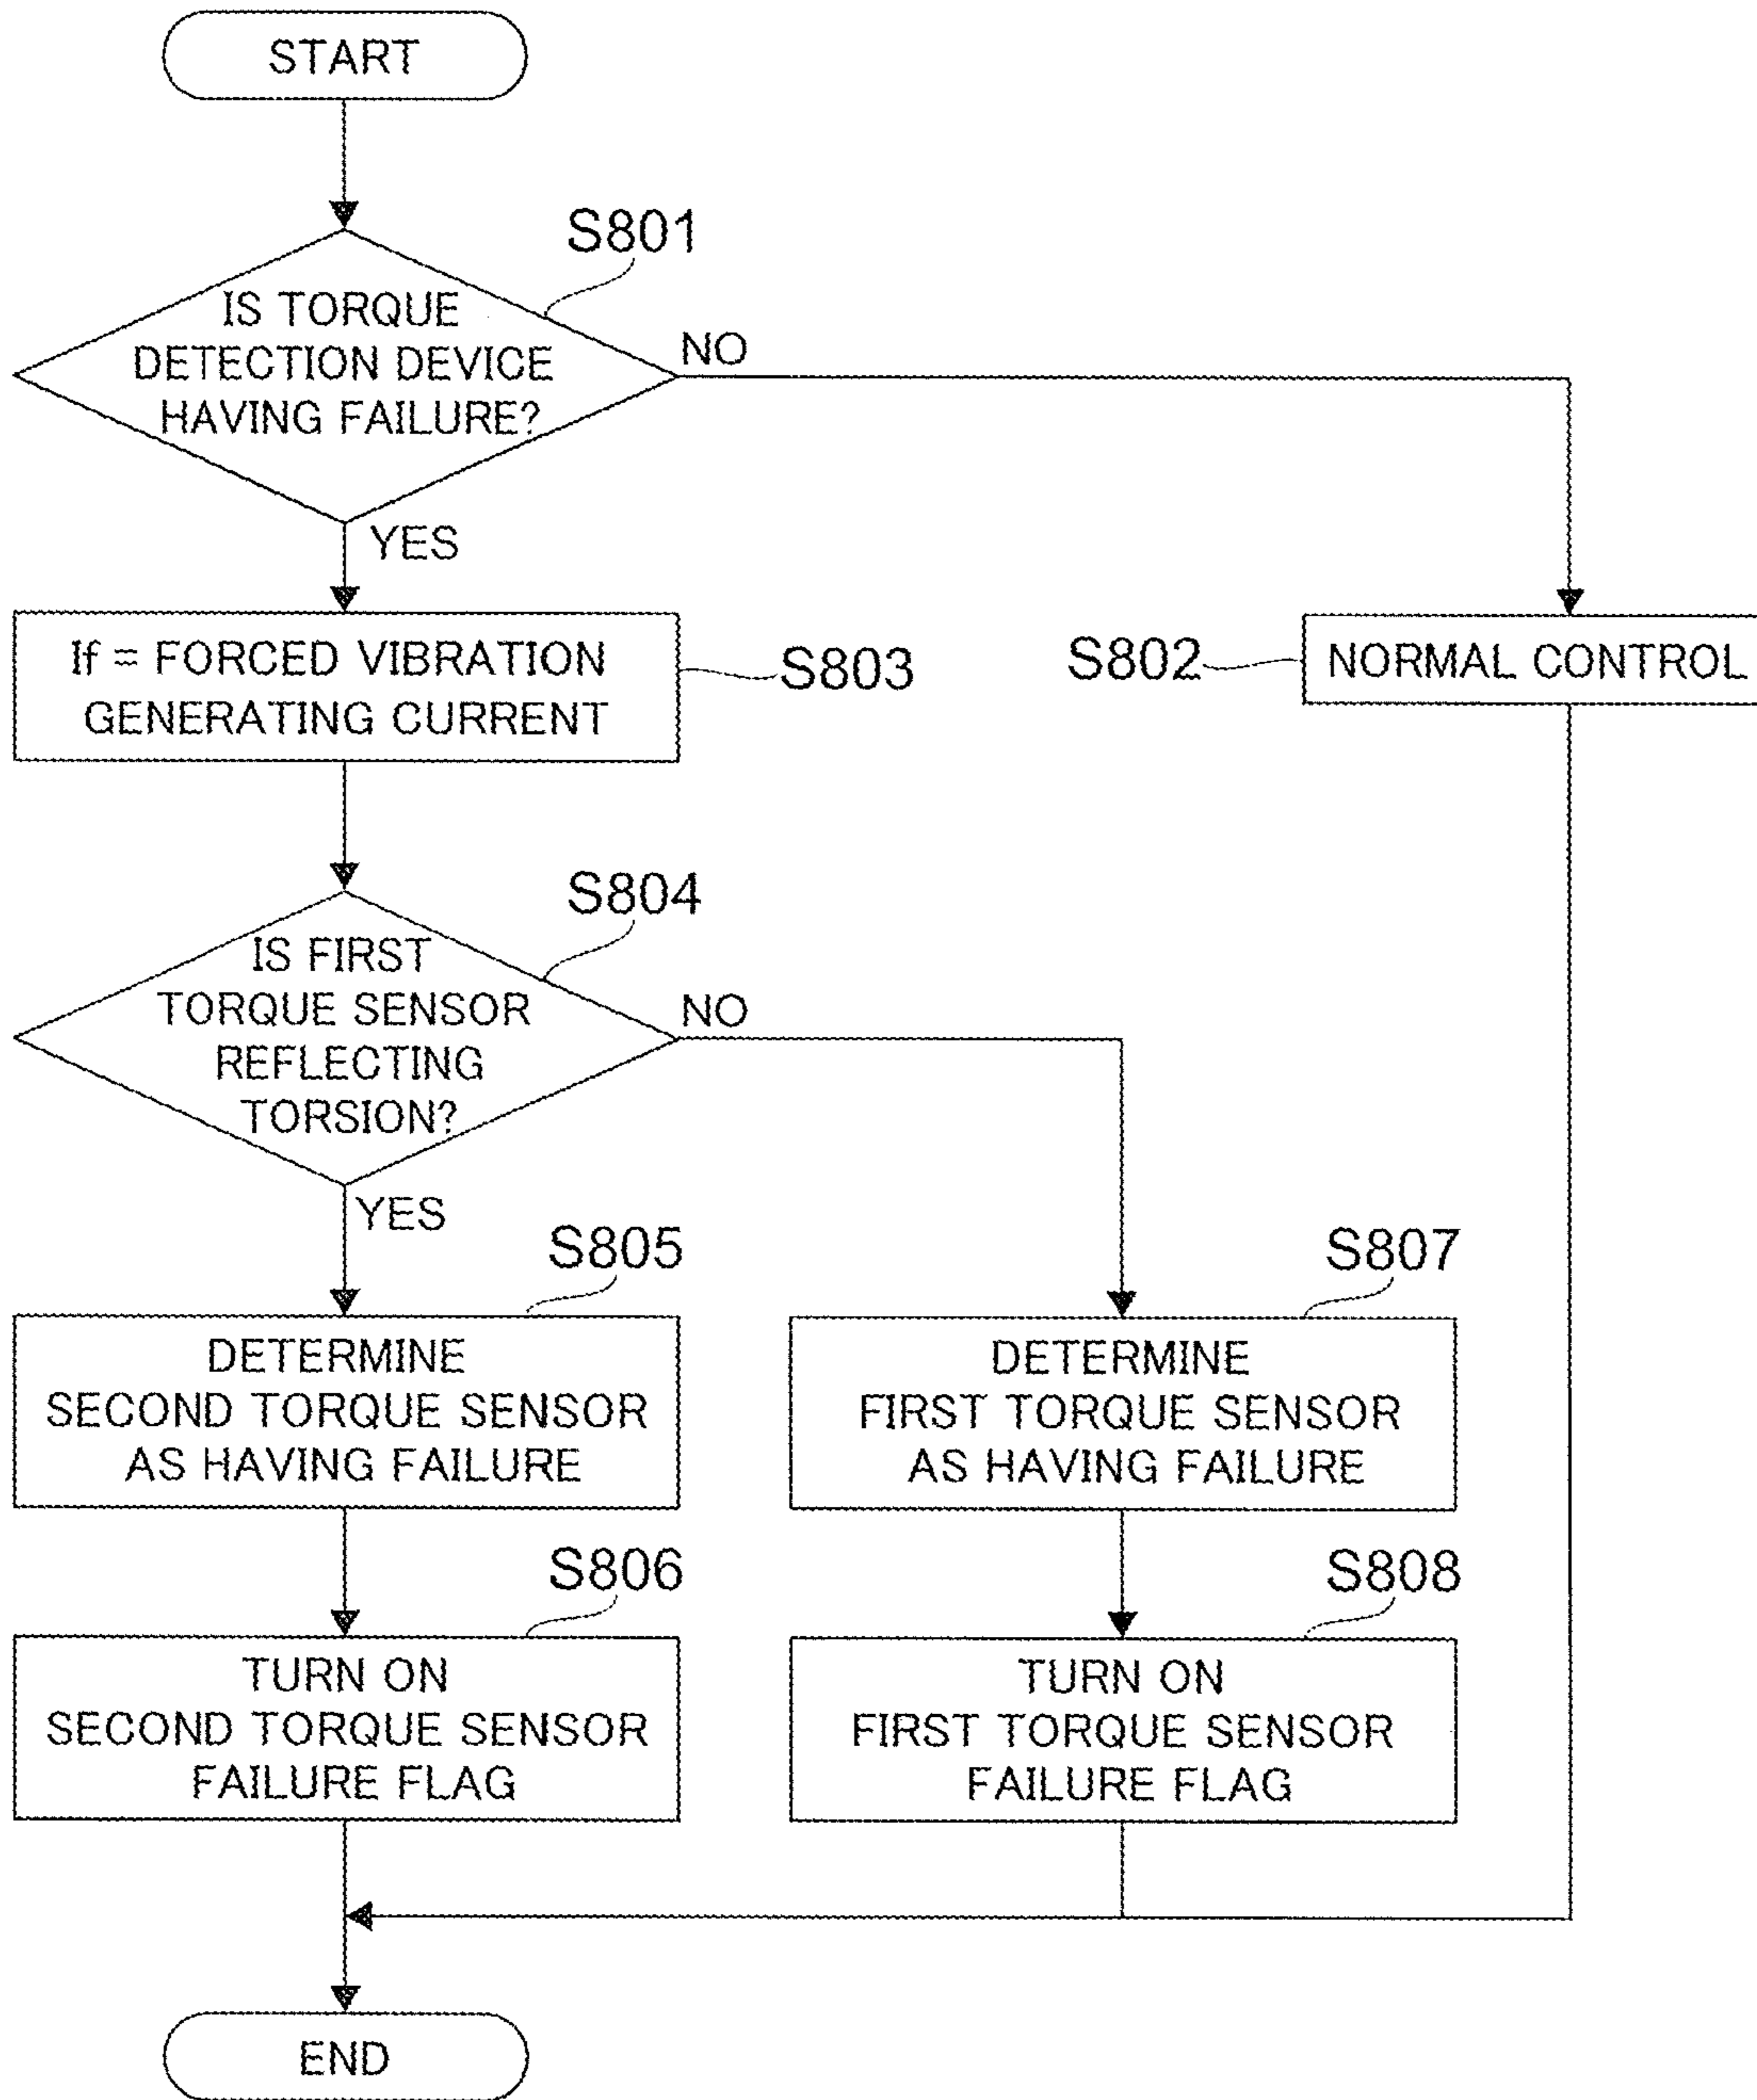 START
S801
IS TORQUE
DETECTION DEVICE
HAVING FAILURE?
NO
YES
If = FORCED VIBRATION
GENERATING CURRENT
S803
S802
NORMAL CONTROL
S804
IS FIRST
TORQUE SENSOR
REFLECTING
TORSION?
NO
YES
S805
DETERMINE
SECOND TORQUE SENSOR
AS HAVING FAILURE
S807
DETERMINE
FIRST TORQUE SENSOR
AS HAVING FAILURE
S806
TURN ON
SECOND TORQUE SENSOR
FAILURE FLAG
S808
TURN ON
FIRST TORQUE SENSOR
FAILURE FLAG
END